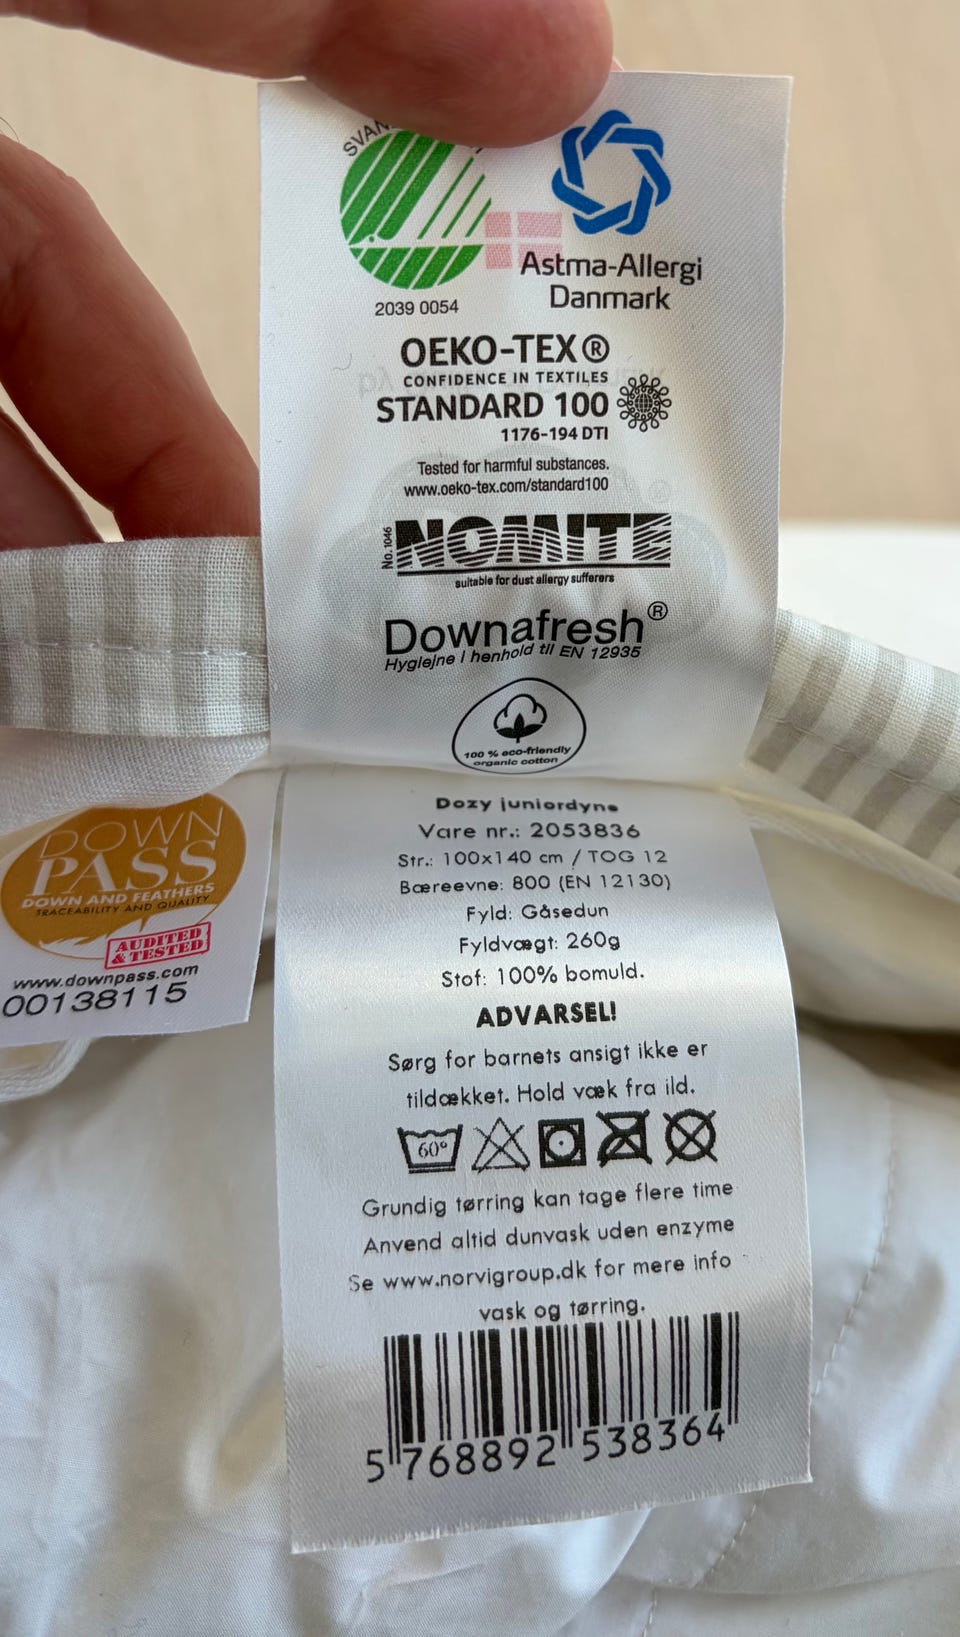 SVAN
2039 0054
Astma-Allergi
Danmark
OEKO-TEX®
CONFIDENCE IN TEXTILES
STANDARD 100
1176-194 DTI
Tested for harmful substances.
www.oeko-tex.com/standard100
No. 1046
NOMITE
suitable for dust allergy sufferers
Downafresh®
Hygiejne i henhold til EN 12935
100 % eco-friendly
organic cotton
DOWN
PASS
DOWN AND FEATHERS
TRACEABILITY AND QUALITY
AUDITED
& TESTED
www.downpass.com
00138115
Dozy juniordyne
Vare nr.: 2053836
Str.: 100x140 cm / TOG 12
Bæreevne: 800 (EN 12130)
Fyld: Gåsedun
Fyldvægt: 260g
Stof: 100% bomuld.
ADVARSEL!
Sørg for barnets ansigt ikke er
tildækket. Hold væk fra ild.
60°
Grundig tørring kan tage flere time
Anvend altid dunvask uden enzyme
Se www.norvigroup.dk for mere info
vask og tørring.
5 768892 538364